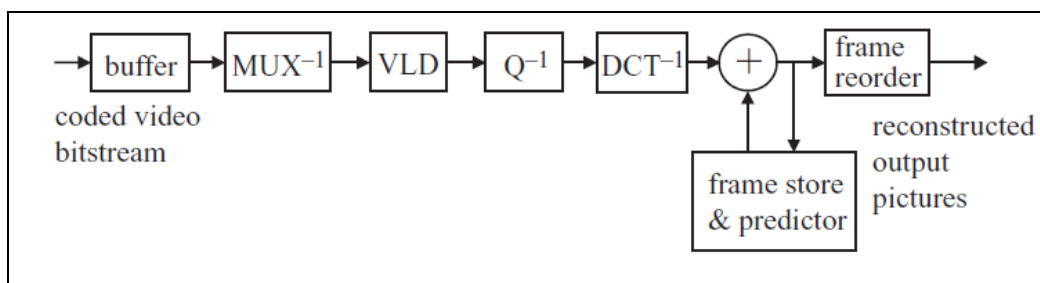 buffer
MUX⁻¹
VLD
Q⁻¹
DCT⁻¹
+
frame
reorder
coded video
bitstream
frame store
& predictor
reconstructed
output
pictures